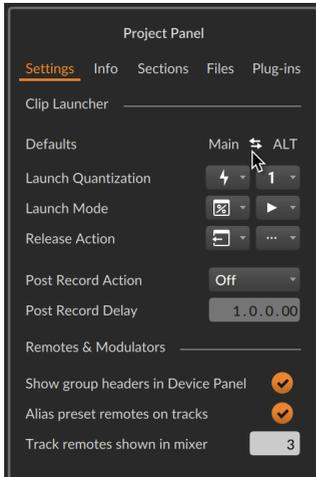 Project Panel
Settings Info Sections Files Plug-ins
Clip Launcher
Defaults Main ALT
Launch Quantization 1
Launch Mode
Release Action ...
Post Record Action Off
Post Record Delay 1.0.0.00
Remotes & Modulators
Show group headers in Device Panel
Alias preset remotes on tracks
Track remotes shown in mixer 3